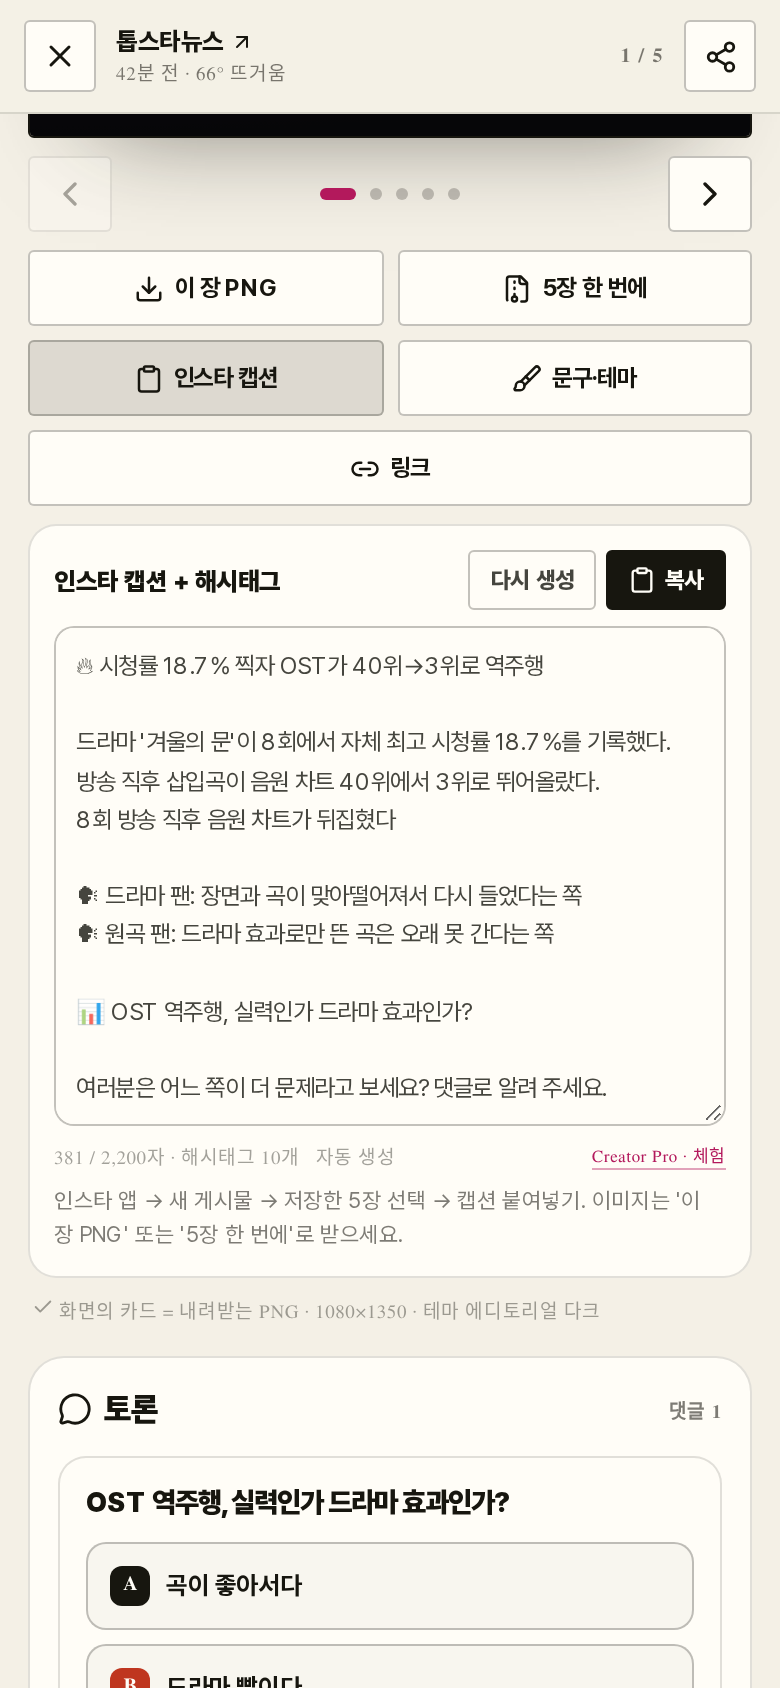 톱스타뉴스
42분 전 · 66° 뜨거움
1 / 5
이 장 PNG
5장 한 번에
인스타 캡션
문구·테마
링크
인스타 캡션 + 해시태그
다시 생성
복사
🔥 시청률 18.7% 찍자 OST가 40위→3위로 역주행
드라마 '겨울의 문'이 8회에서 자체 최고 시청률 18.7%를 기록했다.
방송 직후 삽입곡이 음원 차트 40위에서 3위로 뛰어올랐다.
8회 방송 직후 음원 차트가 뒤집혔다
🗣 드라마 팬: 장면과 곡이 맞아떨어져서 다시 들었다는 쪽
🗣 원곡 팬: 드라마 효과로만 뜬 곡은 오래 못 간다는 쪽
📊 OST 역주행, 실력인가 드라마 효과인가?
여러분은 어느 쪽이 더 문제라고 보세요? 댓글로 알려 주세요.
381 / 2,200자 · 해시태그 10개 자동 생성
Creator Pro · 체험
인스타 앱 → 새 게시물 → 저장한 5장 선택 → 캡션 붙여넣기. 이미지는 '이
장 PNG' 또는 '5장 한 번에'로 받으세요.
화면의 카드 = 내려받는 PNG · 1080×1350 · 테마 에디토리얼 다크
토론
댓글 1
OST 역주행, 실력인가 드라마 효과인가?
A 곡이 좋아서다
B 드라마 빨이다